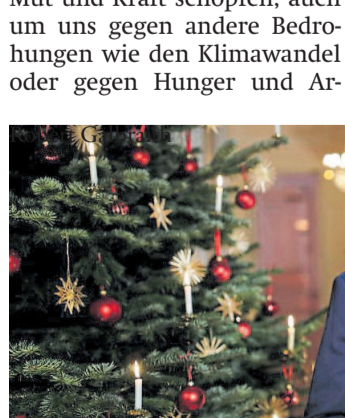 Mut und Kraft schöpfen, auch
um uns gegen andere Bedro-
hungen wie den Klimawandel
oder gegen Hunger und Ar-